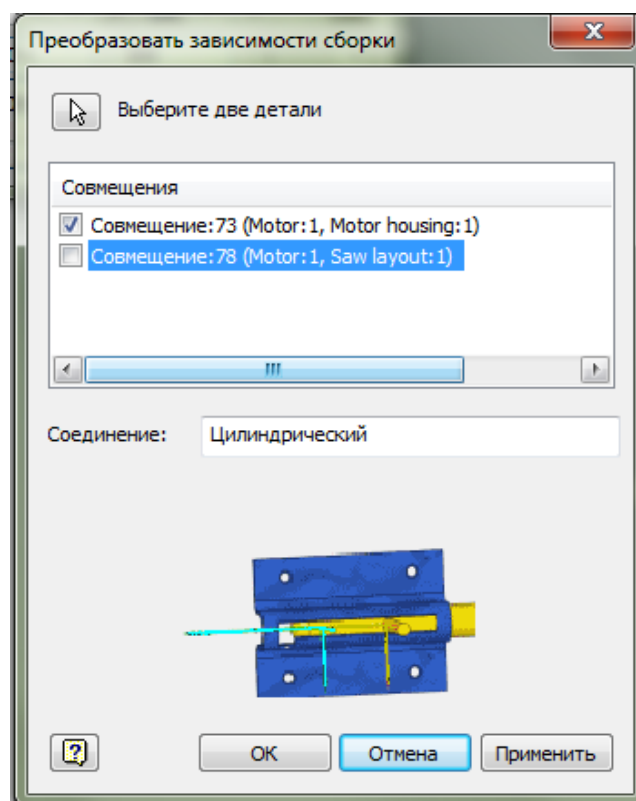 Преобразовать зависимости сборки
Выберите две детали
Совмещения
Совмещение:73 (Motor:1, Motor housing:1)
Совмещение:78 (Motor:1, Saw layout:1)
Соединение:
Цилиндрический
ОК
Отмена
Применить